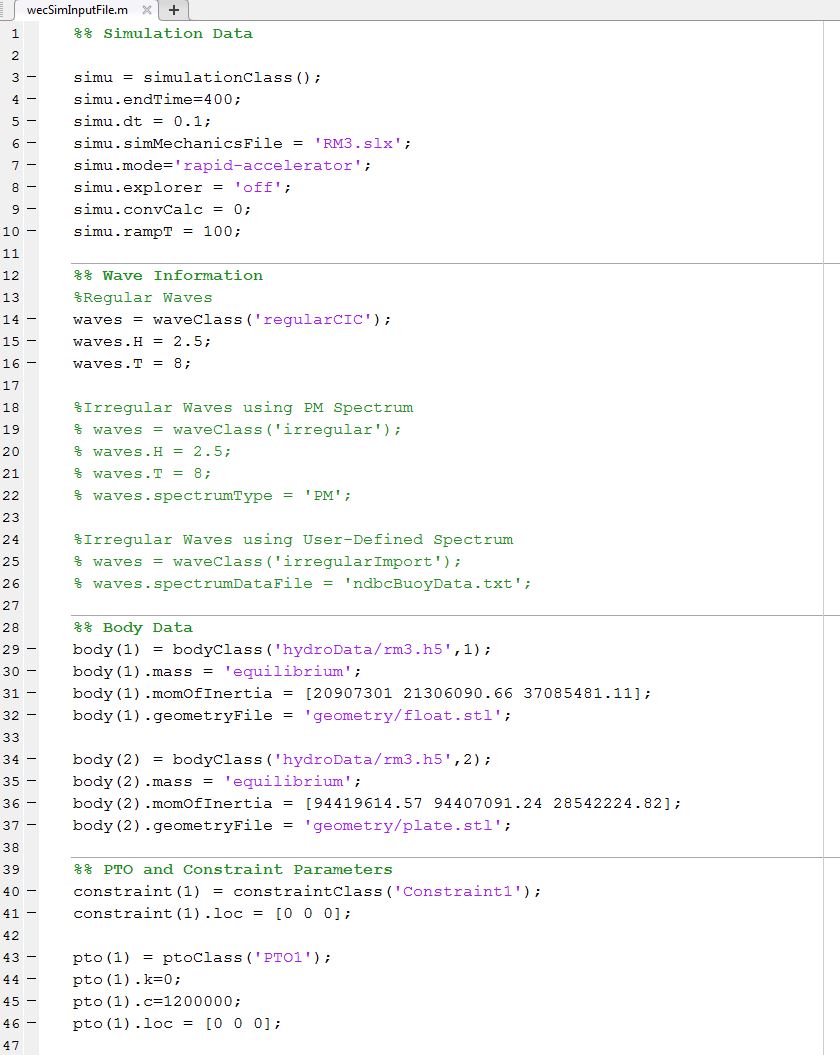 wecSimInputFile.m × +
1 %% Simulation Data
2
3 – simu = simulationClass();
4 – simu.endTime=400;
5 – simu.dt = 0.1;
6 – simu.simMechanicsFile = 'RM3.slx';
7 – simu.mode='rapid-accelerator';
8 – simu.explorer = 'off';
9 – simu.convCalc = 0;
10 – simu.rampT = 100;
11
12 %% Wave Information
13 %Regular Waves
14 – waves = waveClass('regularCIC');
15 – waves.H = 2.5;
16 – waves.T = 8;
17
18 %Irregular Waves using PM Spectrum
19 % waves = waveClass('irregular');
20 % waves.H = 2.5;
21 % waves.T = 8;
22 % waves.spectrumType = 'PM';
23
24 %Irregular Waves using User-Defined Spectrum
25 % waves = waveClass('irregularImport');
26 % waves.spectrumDataFile = 'ndbcBuoyData.txt';
27
28 %% Body Data
29 – body(1) = bodyClass('hydroData/rm3.h5',1);
30 – body(1).mass = 'equilibrium';
31 – body(1).momOfInertia = [20907301 21306090.66 37085481.11];
32 – body(1).geometryFile = 'geometry/float.stl';
33
34 – body(2) = bodyClass('hydroData/rm3.h5',2);
35 – body(2).mass = 'equilibrium';
36 – body(2).momOfInertia = [94419614.57 94407091.24 28542224.82];
37 – body(2).geometryFile = 'geometry/plate.stl';
38
39 %% PTO and Constraint Parameters
40 – constraint(1) = constraintClass('Constraint1');
41 – constraint(1).loc = [0 0 0];
42
43 – pto(1) = ptoClass('PTO1');
44 – pto(1).k=0;
45 – pto(1).c=1200000;
46 – pto(1).loc = [0 0 0];
47